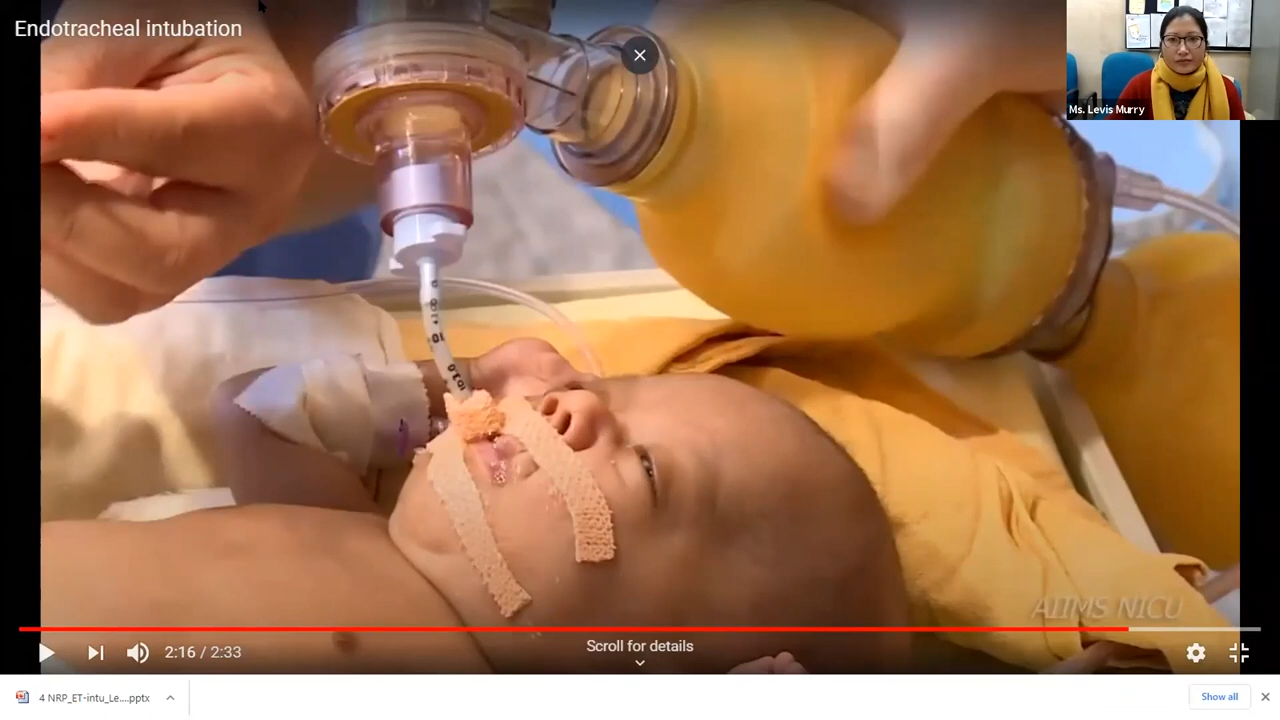 Endotracheal intubation
Ms. Levis Murry
AIIMS NICU
2:16 / 2:33
Scroll for details
4 NRP_ET-intu_Le....pptx
Show all